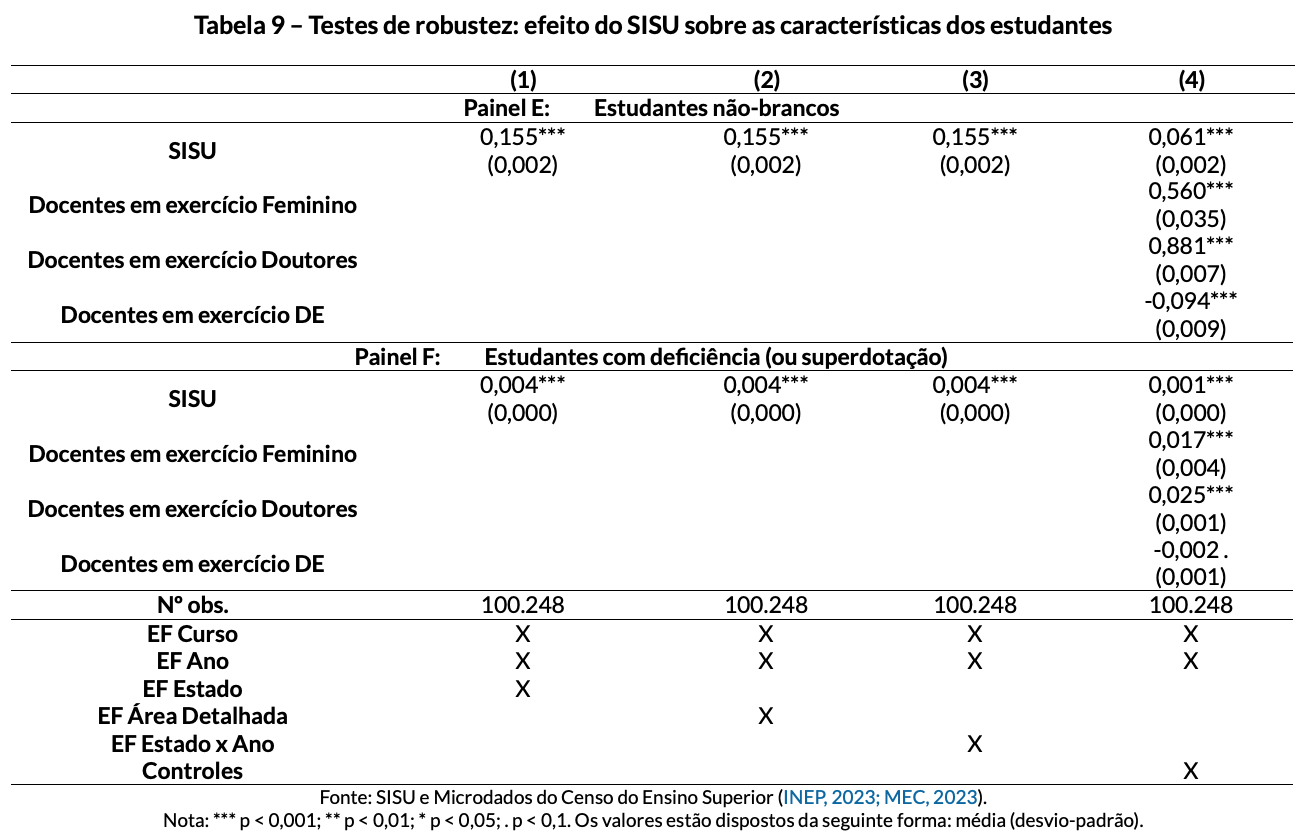 Tabela 9 – Testes de robustez: efeito do SISU sobre as características dos estudantes
(1) (2) (3) (4)
Painel E: Estudantes não-brancos
SISU 0,155*** 0,155*** 0,155*** 0,061***
(0,002) (0,002) (0,002) (0,002)
Docentes em exercício Feminino 0,560***
(0,035)
Docentes em exercício Doutores 0,881***
(0,007)
Docentes em exercício DE -0,094***
(0,009)
Painel F: Estudantes com deficiência (ou superdotação)
SISU 0,004*** 0,004*** 0,004*** 0,001***
(0,000) (0,000) (0,000) (0,000)
Docentes em exercício Feminino 0,017***
(0,004)
Docentes em exercício Doutores 0,025***
(0,001)
Docentes em exercício DE -0,002 .
(0,001)
Nº obs. 100.248 100.248 100.248 100.248
EF Curso X X X X
EF Ano X X X X
EF Estado X
EF Área Detalhada X
EF Estado x Ano X
Controles X
Fonte: SISU e Microdados do Censo do Ensino Superior (INEP, 2023; MEC, 2023).
Nota: *** p < 0,001; ** p < 0,01; * p < 0,05; . p < 0,1. Os valores estão dispostos da seguinte forma: média (desvio-padrão).